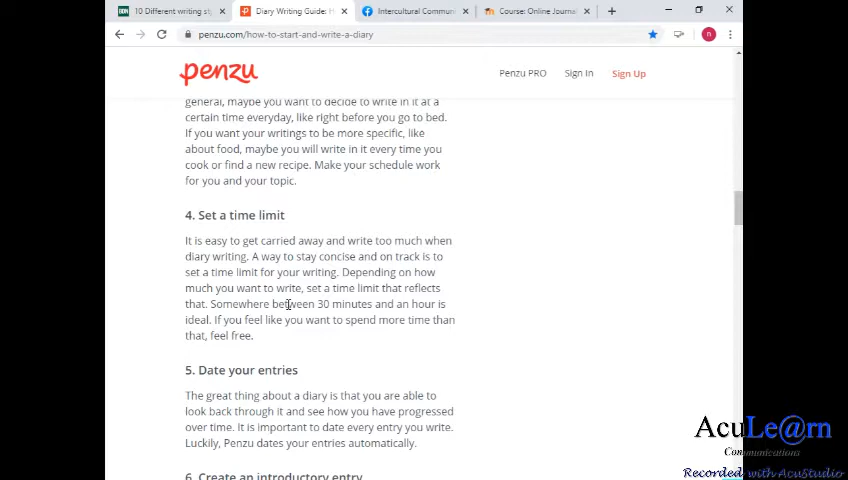 10 Different writing st
Diary Writing Guide: H
Intercultural Commun
Course: Online Journal
penzu.com/how-to-start-and-write-a-diary
n
penzu
Penzu PRO
Sign In
Sign Up
general, maybe you want to decide to write in it at a
certain time everyday, like right before you go to bed.
If you want your writings to be more specific, like
about food, maybe you will write in it every time you
cook or find a new recipe. Make your schedule work
for you and your topic.
4. Set a time limit
It is easy to get carried away and write too much when
diary writing. A way to stay concise and on track is to
set a time limit for your writing. Depending on how
much you want to write, set a time limit that reflects
that. Somewhere between 30 minutes and an hour is
ideal. If you feel like you want to spend more time than
that, feel free.
5. Date your entries
The great thing about a diary is that you are able to
look back through it and see how you have progressed
over time. It is important to date every entry you write.
Luckily, Penzu dates your entries automatically.
6. Create an introductory entry
AcuLe@rn
Communications
Recorded with AcuStudio